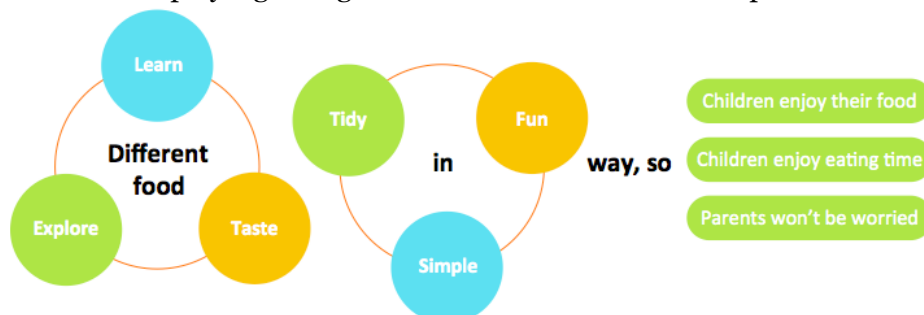 Learn
Different
food
Explore
Taste
Tidy
Fun
in
Simple
way, so
Children enjoy their food
Children enjoy eating time
Parents won't be worried